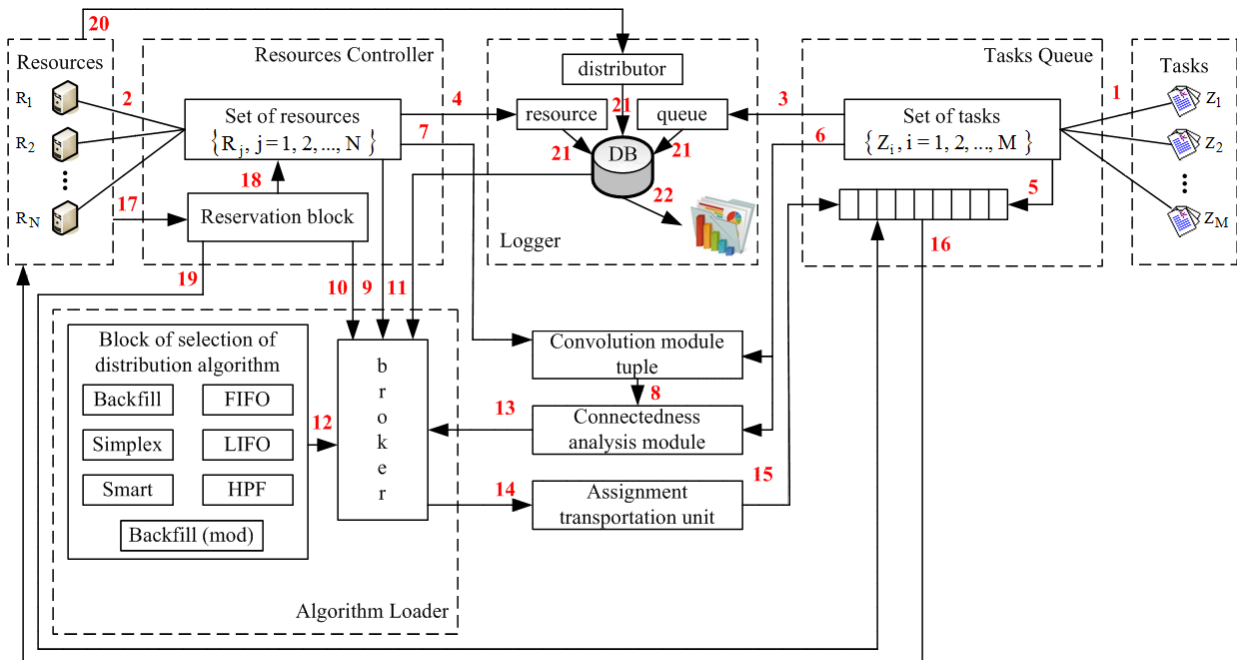 20
Resources
R1
R2
RN
2
17
Resources Controller
Set of resources
{Rj, j = 1, 2, ..., N }
18
Reservation block
19
10
9
11
4
7
distributor
resource
21
queue
21
21
DB
22
Logger
3
6
Tasks Queue
Set of tasks
{ Zi, i = 1, 2, ..., M }
5
16
1
Tasks
Z1
Z2
ZM
Block of selection of
distribution algorithm
Backfill
FIFO
Simplex
LIFO
Smart
HPF
Backfill (mod)
12
b
r
o
k
e
r
Algorithm Loader
Convolution module
tuple
8
13
Connectedness
analysis module
14
Assignment
transportation unit
15